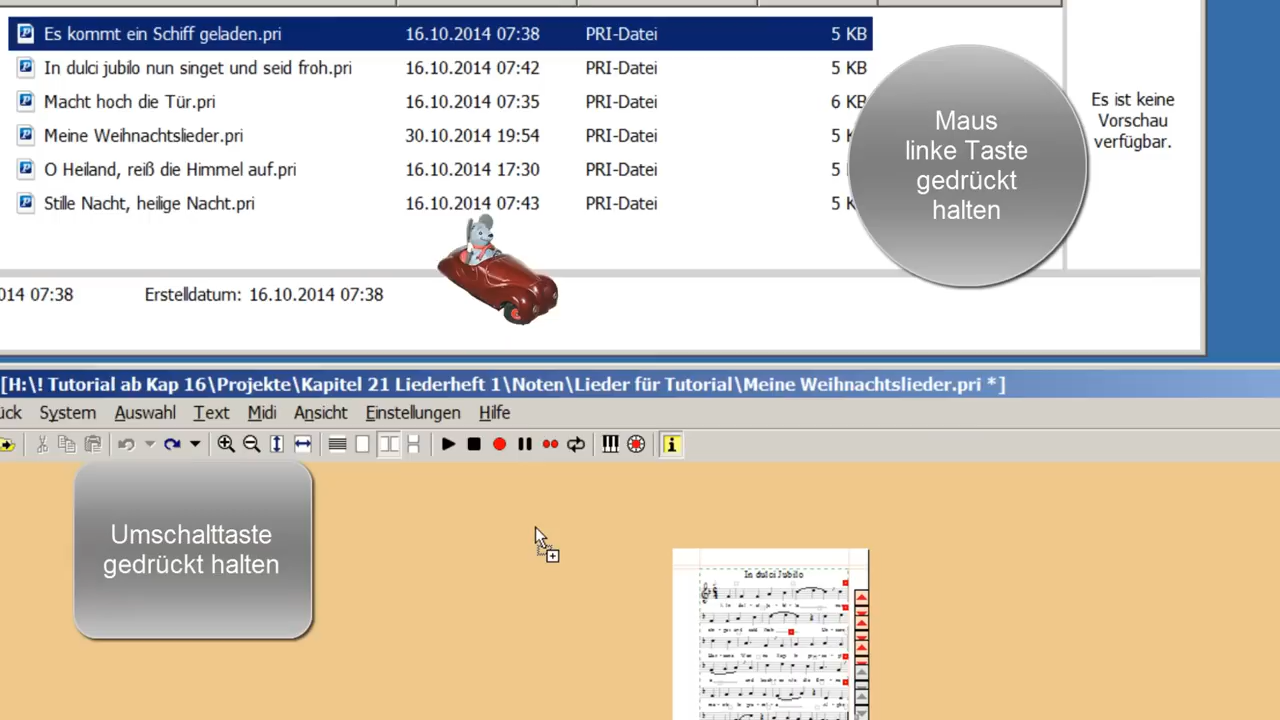 Es kommt ein Schiff geladen.pri 16.10.2014 07:38 PRI-Datei 5 KB
In dulci jubilo nun singet und seid froh.pri 16.10.2014 07:42 PRI-Datei 5 KB
Macht hoch die Tür.pri 16.10.2014 07:35 PRI-Datei 6 KB
Meine Weihnachtslieder.pri 30.10.2014 19:54 PRI-Datei 5
O Heiland, reiß die Himmel auf.pri 16.10.2014 17:30 PRI-Datei 5
Stille Nacht, heilige Nacht.pri 16.10.2014 07:43 PRI-Datei 5 K
Maus
linke Taste
gedrückt
halten
Es ist keine
Vorschau
verfügbar.
014 07:38 Erstelldatum: 16.10.2014 07:38
[H:\! Tutorial ab Kap 16\Projekte\Kapitel 21 Liederheft 1\Noten\Lieder für Tutorial\Meine Weihnachtslieder.pri *]
ück System Auswahl Text Midi Ansicht Einstellungen Hilfe
Umschalttaste
gedrückt halten
In dulci Jubilo